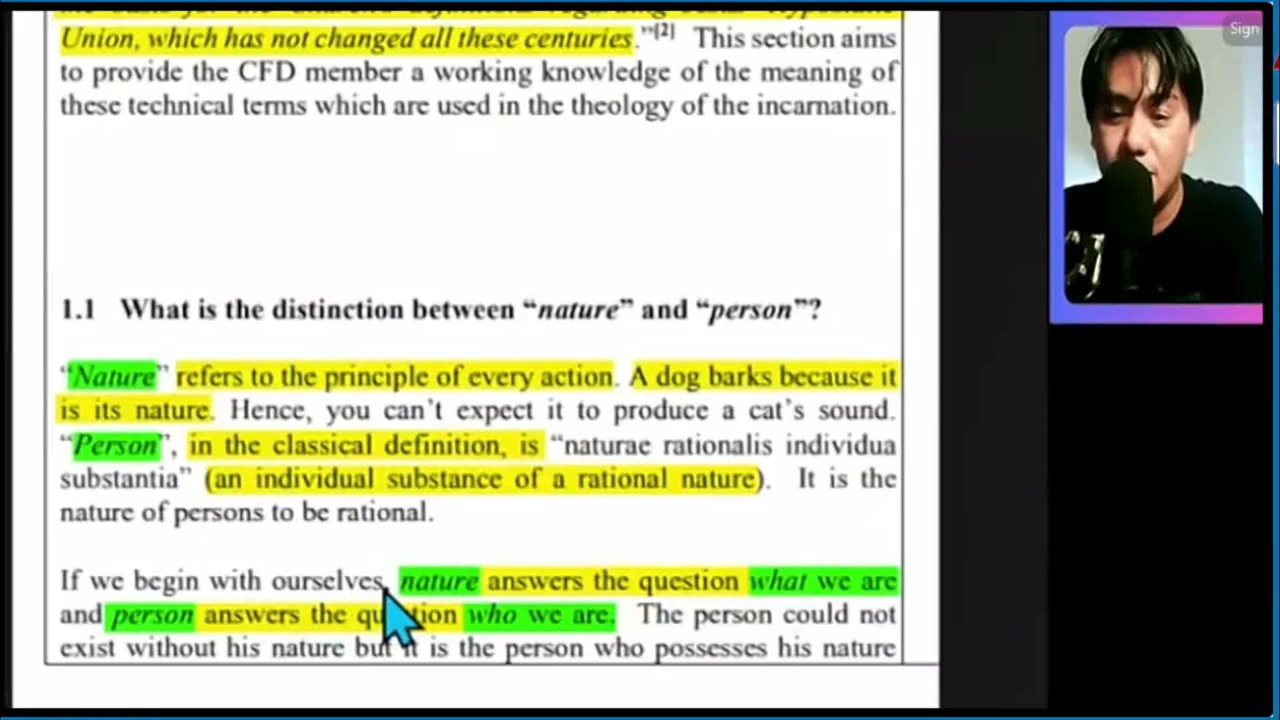 Union, which has not changed all these centuries."[2] This section aims
to provide the CFD member a working knowledge of the meaning of
these technical terms which are used in the theology of the incarnation.
1.1 What is the distinction between “nature” and “person”?
“Nature” refers to the principle of every action. A dog barks because it
is its nature. Hence, you can’t expect it to produce a cat’s sound.
“Person”, in the classical definition, is “naturae rationalis individua
substantia” (an individual substance of a rational nature). It is the
nature of persons to be rational.
If we begin with ourselves, nature answers the question what we are
and person answers the question who we are. The person could not
exist without his nature but it is the person who possesses his nature
Sign